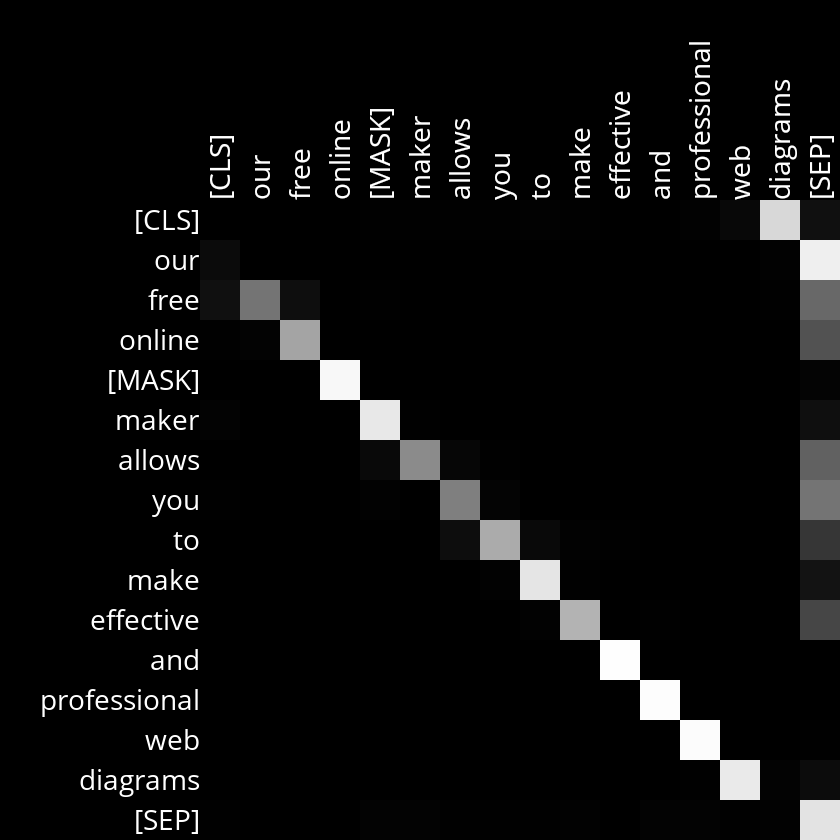 [CLS]
our
free
online
[MASK]
maker
allows
you
to
make
effective
and
professional
web
diagrams
[SEP]
[CLS]
our
free
online
[MASK]
maker
allows
you
to
make
effective
and
professional
web
diagrams
[SEP]